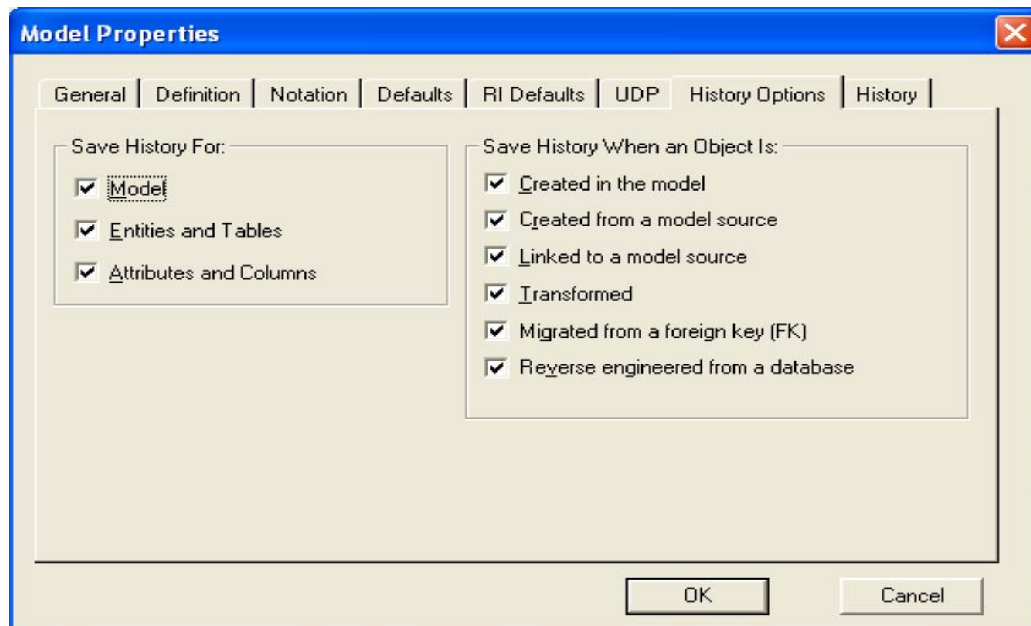 Model Properties
General Definition Notation Defaults RI Defaults UDP History Options History
Save History For:
Model
Entities and Tables
Attributes and Columns
Save History When an Object Is:
Created in the model
Created from a model source
Linked to a model source
Transformed
Migrated from a foreign key (FK)
Reverse engineered from a database
OK Cancel